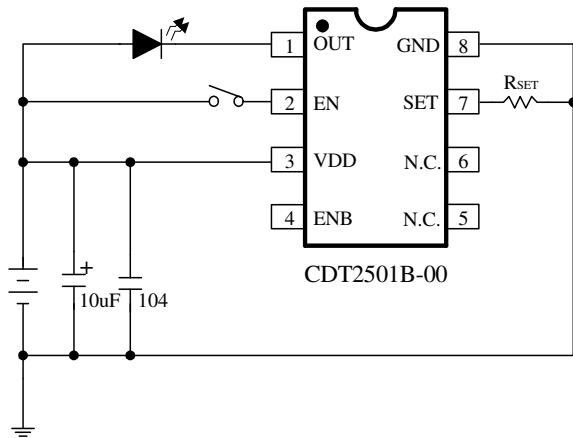 1 OUT GND 8
RSET
2 EN SET 7
3 VDD N.C. 6
4 ENB N.C. 5
CDT2501B-00
+
10uF 104